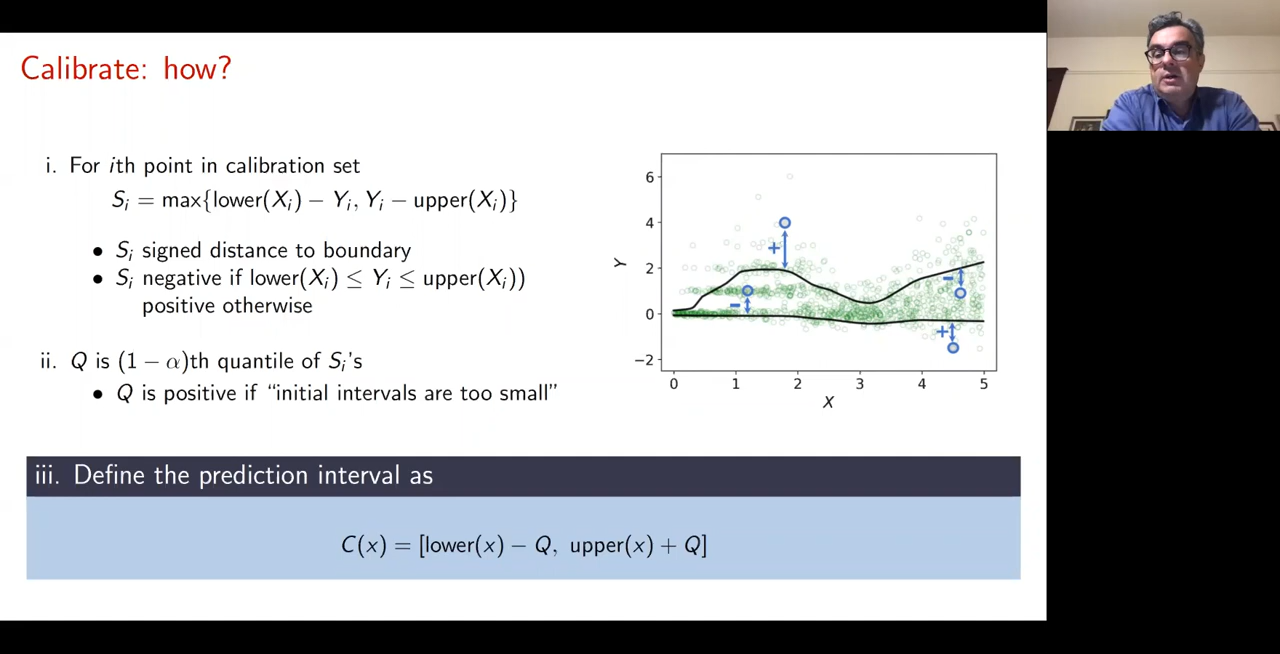 Calibrate: how?
i. For ith point in calibration set
S_i = max{lower(X_i) − Y_i, Y_i − upper(X_i)}
• S_i signed distance to boundary
• S_i negative if lower(X_i) ≤ Y_i ≤ upper(X_i))
positive otherwise
ii. Q is (1 − α)th quantile of S_i's
• Q is positive if “initial intervals are too small”
6
4
2
0
−2
Y
+
−
−
+
0 1 2 3 4 5
X
iii. Define the prediction interval as
C(x) = [lower(x) − Q, upper(x) + Q]